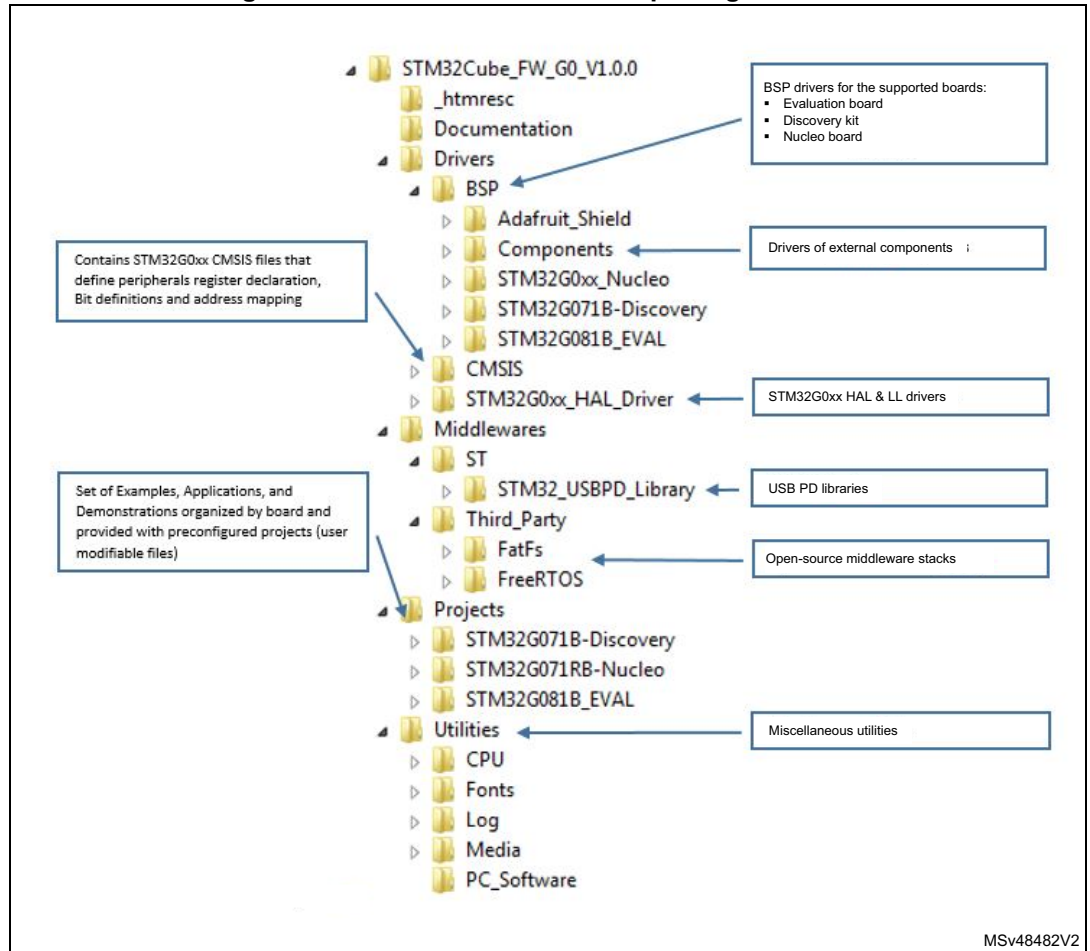 STM32Cube_FW_G0_V1.0.0
_htmresc
Documentation
Drivers
BSP
Adafruit_Shield
Components
STM32G0xx_Nucleo
STM32G071B-Discovery
STM32G081B_EVAL
CMSIS
STM32G0xx_HAL_Driver
Middlewares
ST
STM32_USBPD_Library
Third_Party
FatFs
FreeRTOS
Projects
STM32G071B-Discovery
STM32G071RB-Nucleo
STM32G081B_EVAL
Utilities
CPU
Fonts
Log
Media
PC_Software
BSP drivers for the supported boards:
▪ Evaluation board
▪ Discovery kit
▪ Nucleo board
Drivers of external components
Contains STM32G0xx CMSIS files that
define peripherals register declaration,
Bit definitions and address mapping
STM32G0xx HAL & LL drivers
USB PD libraries
Set of Examples, Applications, and
Demonstrations organized by board and
provided with preconfigured projects (user
modifiable files)
Open-source middleware stacks
Miscellaneous utilities
MSv48482V2